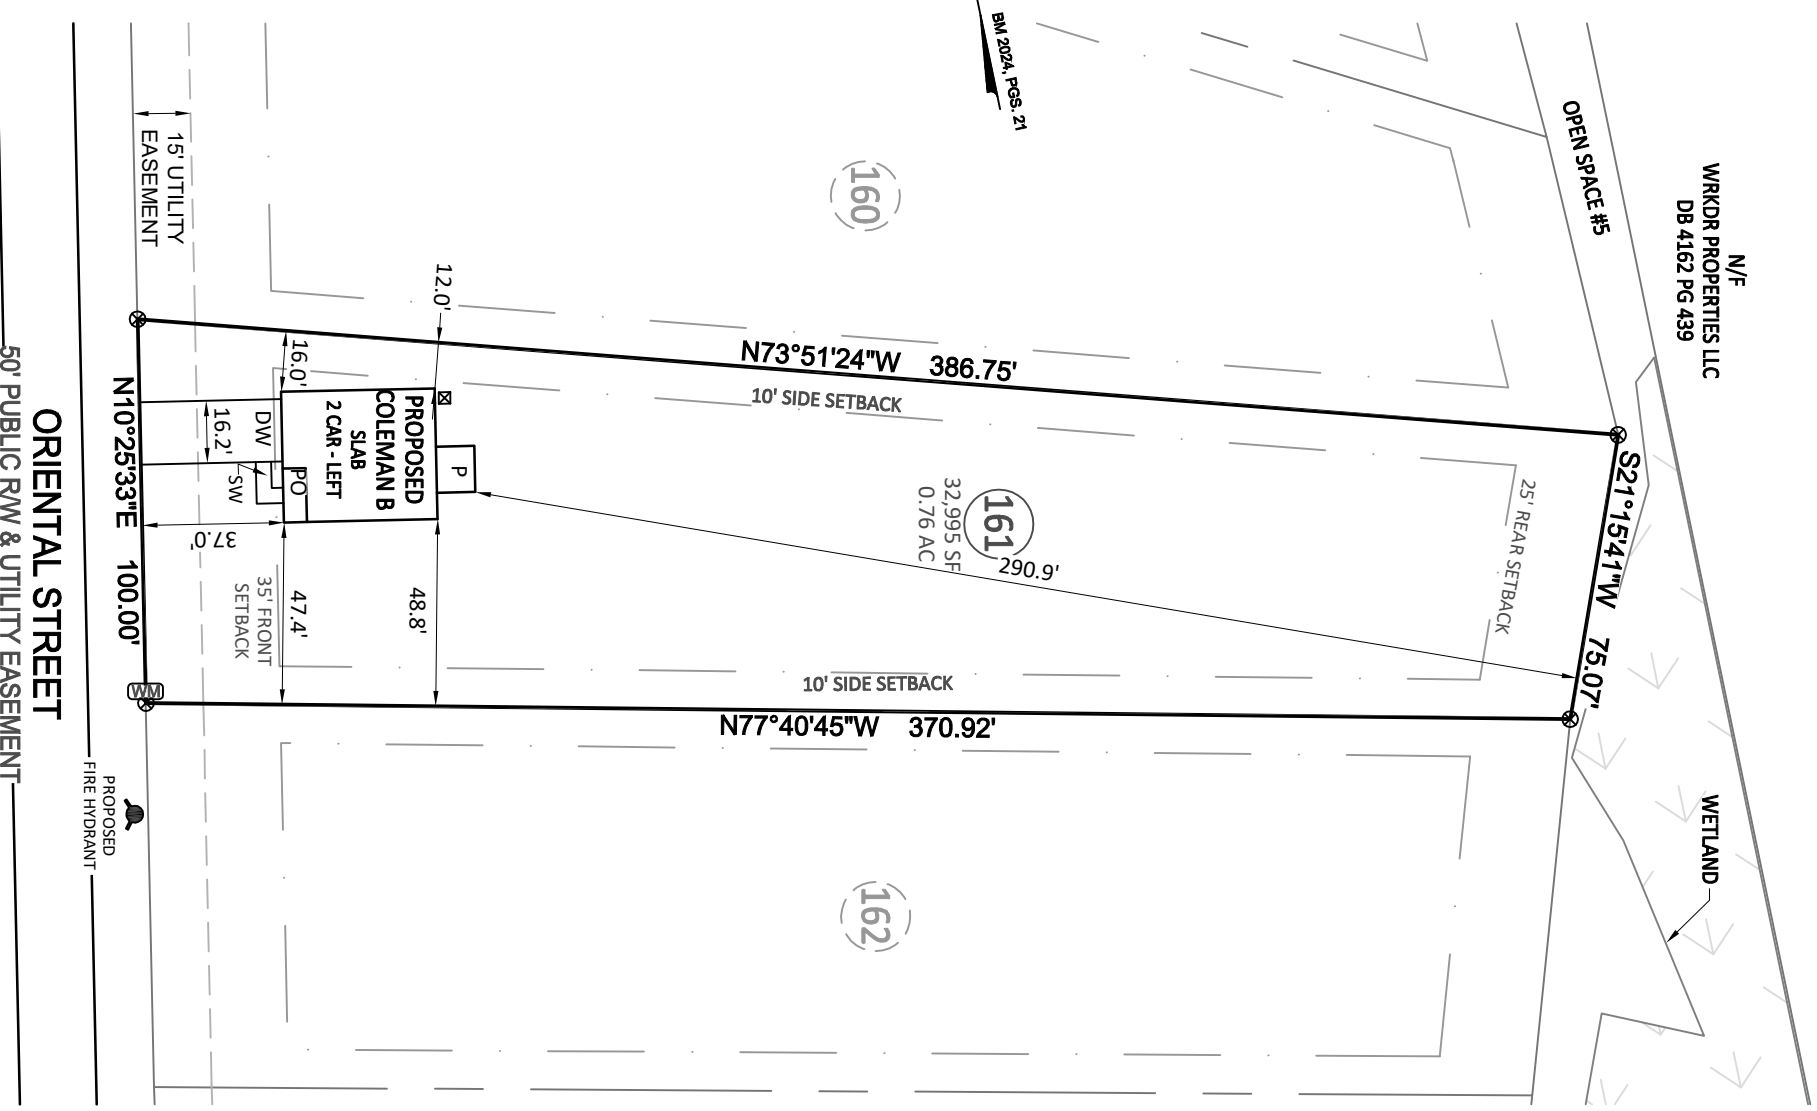 BM 2024, PGS. 21
N/F
WRKDR PROPERTIES LLC
DB 4162 PG 439
OPEN SPACE #5
160
15' UTILITY
EASEMENT
12.0'
16.0'
N73°51'24"W 386.75'
10' SIDE SETBACK
S21°15'41"W 75.07'
25' REAR SETBACK
161
32,995 SF
0.76 AC
290.9'
PROPOSED
COLEMAN B
SLAB
2 CAR - LEFT
P
PO
DW
SW
16.2'
37.0'
47.4'
48.8'
35' FRONT
SETBACK
N10°25'33"E 100.00'
WM
10' SIDE SETBACK
N77°40'45"W 370.92'
ORIENTAL STREET
50' PUBLIC R/W & UTILITY EASEMENT
PROPOSED
FIRE HYDRANT
162
WETLAND